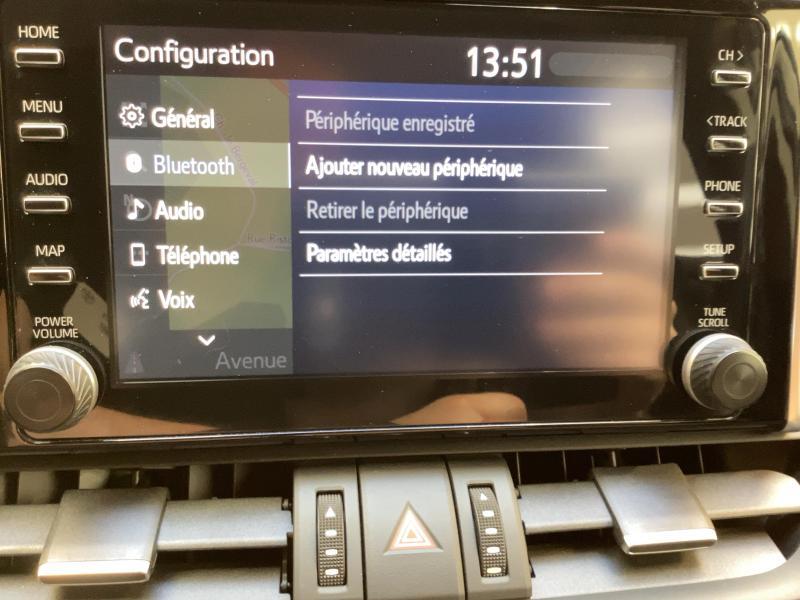 HOME
MENU
AUDIO
MAP
POWER
VOLUME
Configuration
13:51
Général
Bluetooth
Audio
Téléphone
Voix
Avenue
Périphérique enregistré
Ajouter nouveau périphérique
Retirer le périphérique
Paramètres détaillés
CH >
< TRACK
PHONE
SETUP
TUNE
SCROLL